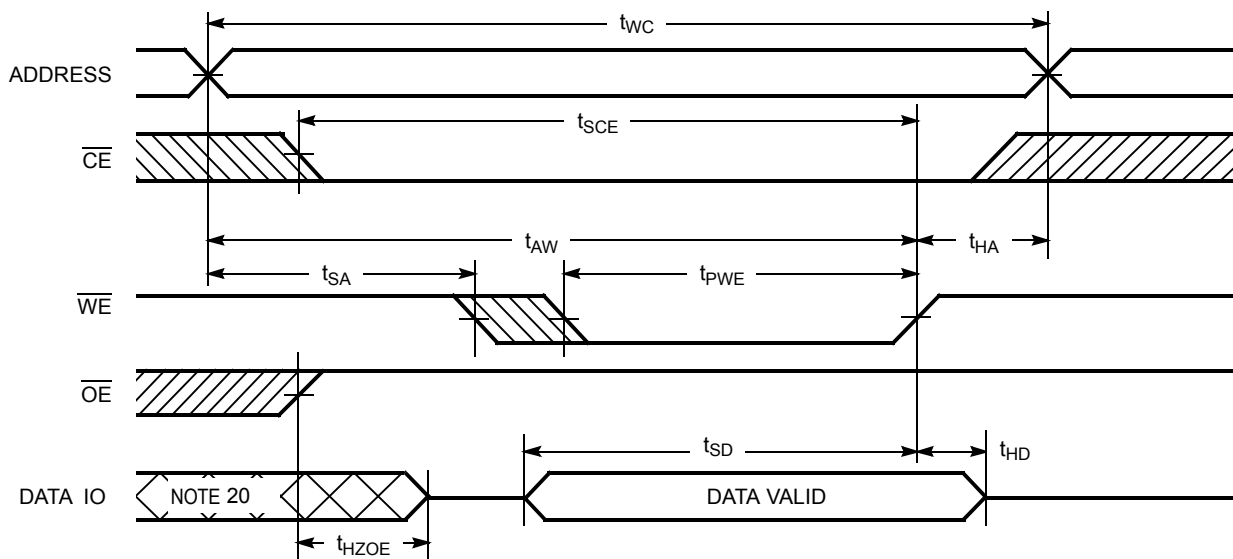 tWC
ADDRESS
tSCE
CE
tAW
tHA
tSA
tPWE
WE
OE
tSD
tHD
DATA IO
NOTE 20
DATA VALID
tHZOE